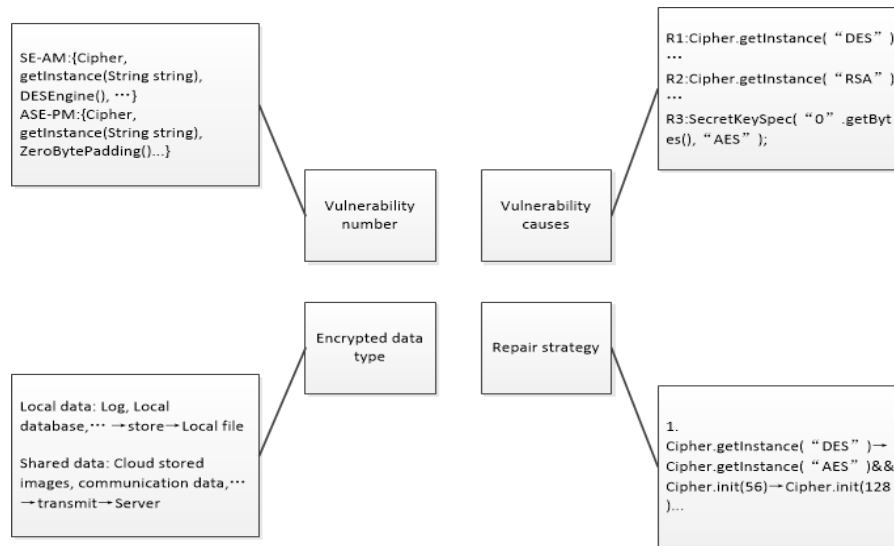 SE-AM:{Cipher,
getInstance(String string),
DESEngine(), …}
ASE-PM:{Cipher,
getInstance(String string),
ZeroBytePadding()...}
Vulnerability
number
Vulnerability
causes
R1:Cipher.getInstance( “DES” )
…
R2:Cipher.getInstance( “RSA” )
…
R3:SecretKeySpec( “0” .getByt
es(), “AES” );
Encrypted data
type
Repair strategy
Local data: Log, Local
database,… →store→Local file
Shared data: Cloud stored
images, communication data,…
→transmit→Server
1.
Cipher.getInstance( “DES” )→
Cipher.getInstance( “AES” )&&
Cipher.init(56)→Cipher.init(128
)...